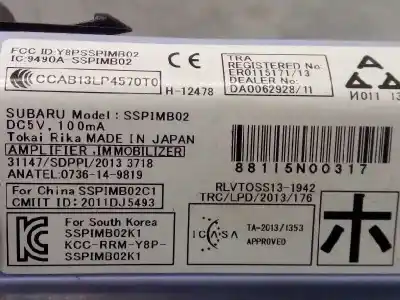 FCC ID:Y8PSSPIMB02
IC:9490A-SSPIMB02
CE
TRA
REGISTERED No:
ER0115171/13
DEALER No:
DA0062928/11
CCAB13LP4570T0
H-12478
И011 13
SUBARU Model: SSPIMB02
DC5V, 100mA
Tokai Rika MADE IN JAPAN
AMPLIFIER,IMMOBILIZER
31147/SDPPI/2013 3718
ANATEL:0736-14-9819
88115N00317
For China SSPIMB02C1
CMIIT ID:2011DJ5493
RLVTOSS13-1942
TRC/LPD/2013/176
For South Korea
SSPIMB02K1
KCC-RRM-Y8P-
SSPIMB02K1
ICASA
TA-2013/1353
APPROVED
ホ